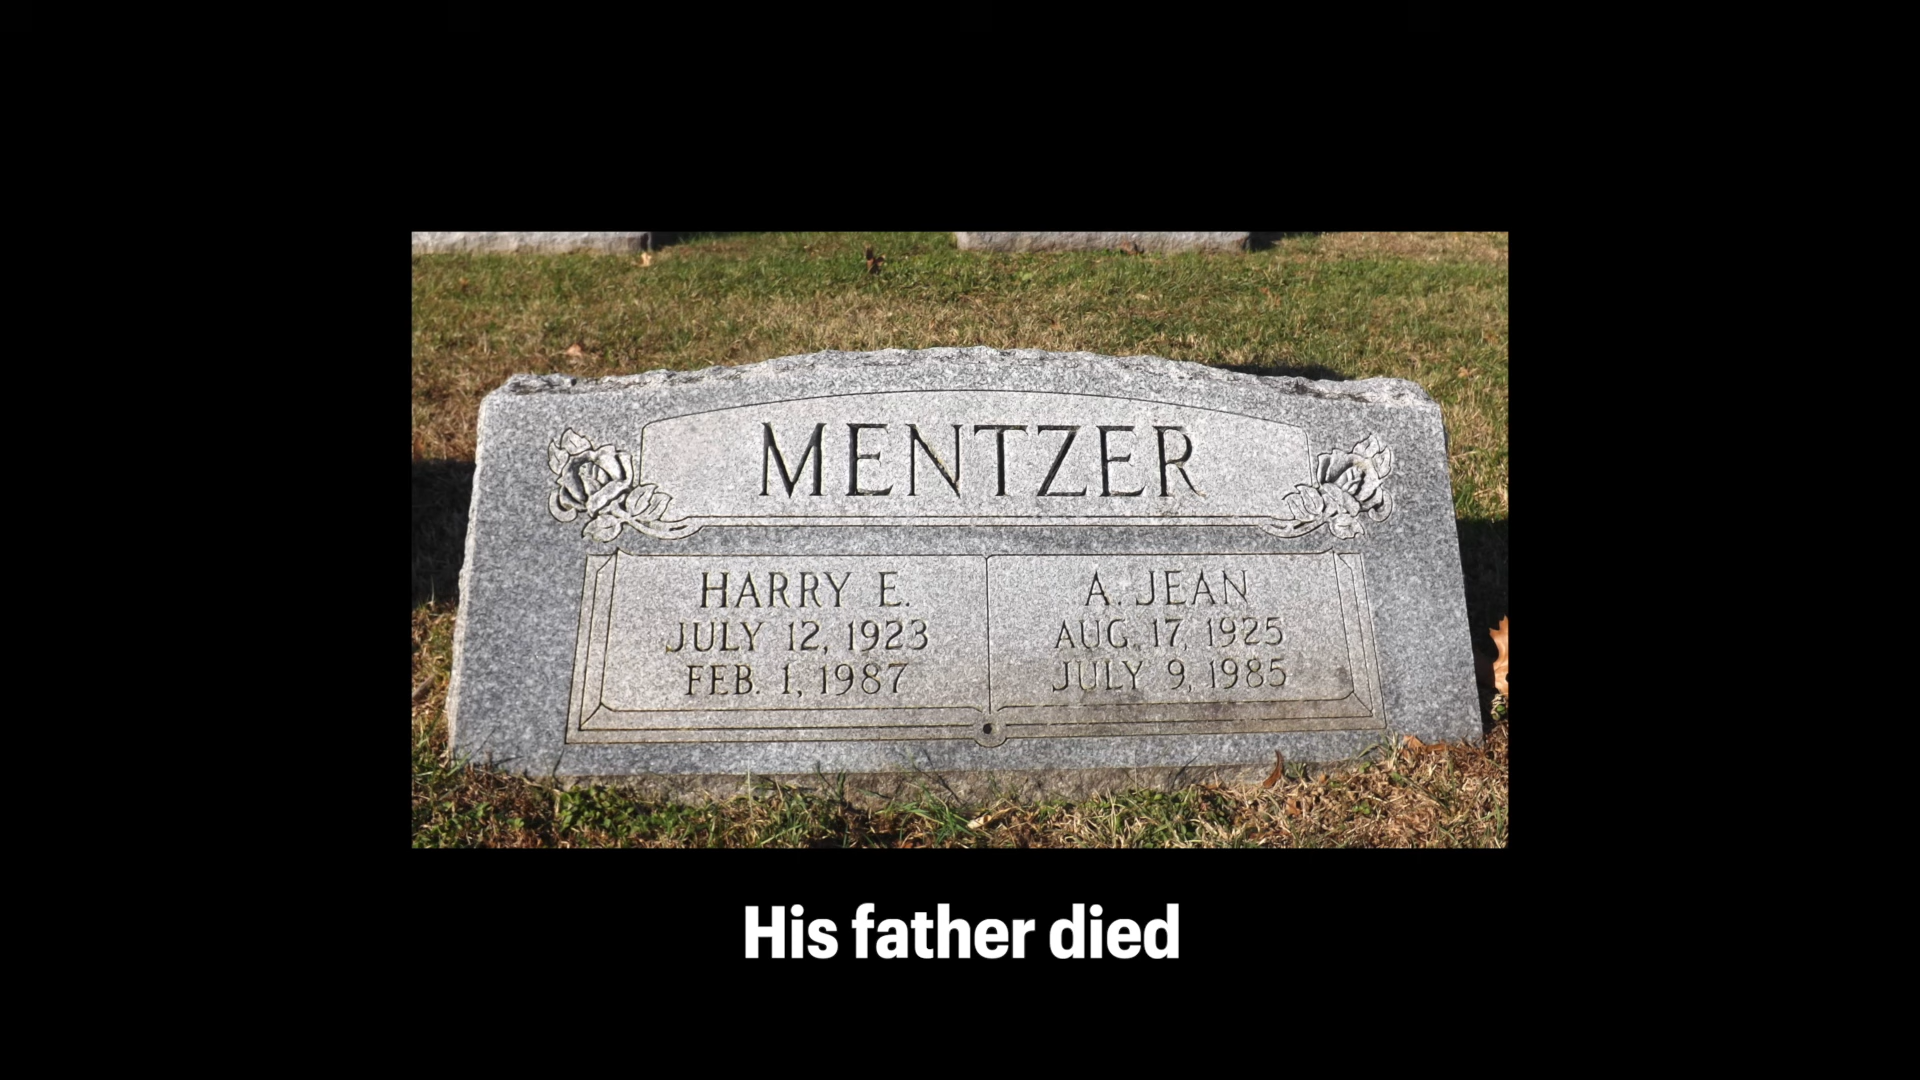 MENTZER
HARRY E.
JULY 12, 1923
FEB. 1, 1987
A. JEAN
AUG. 17, 1925
JULY 9, 1985
His father died